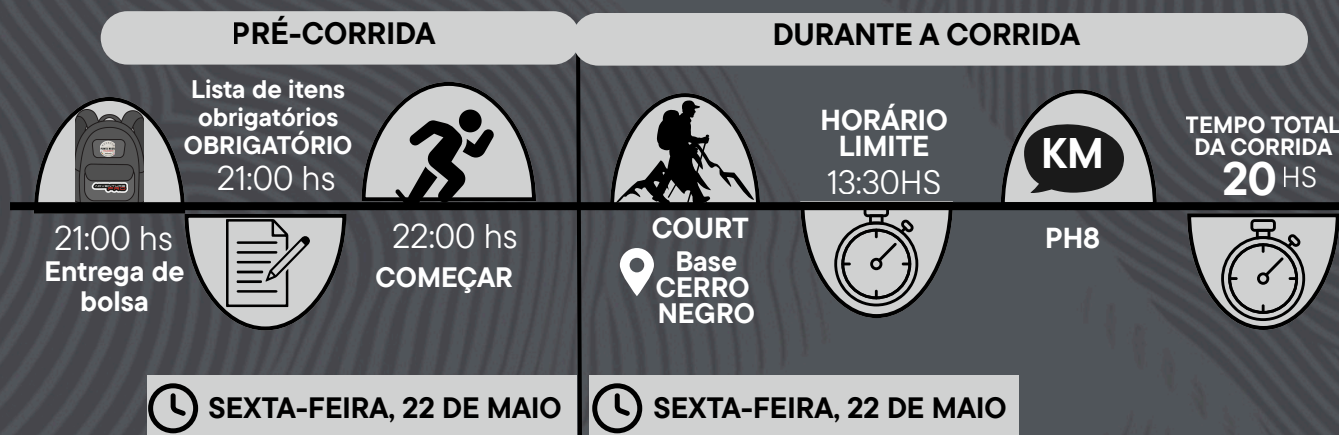 PRÉ-CORRIDA
DURANTE A CORRIDA
Lista de itens
obrigatórios
OBRIGATÓRIO
21:00 hs
21:00 hs
Entrega de
bolsa
22:00 hs
COMEÇAR
COURT
Base
CERRO
NEGRO
HORÁRIO
LIMITE
13:30HS
KM
PH8
TEMPO TOTAL
DA CORRIDA
20 HS
SEXTA-FEIRA, 22 DE MAIO
SEXTA-FEIRA, 22 DE MAIO